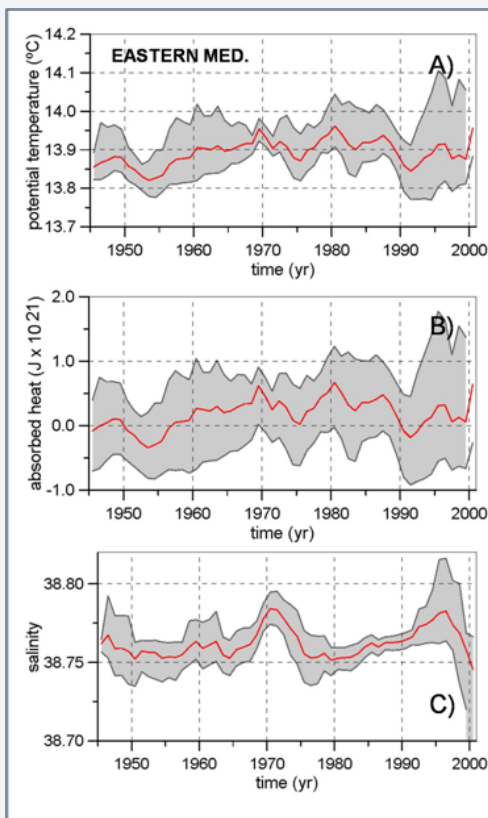 EASTERN MED.
A)
potential temperature (ºC)
14.2
14.1
14.0
13.9
13.8
13.7
1950 1960 1970 1980 1990 2000
time (yr)
B)
absorbed heat (J x 10 21)
2.0
1.0
0.0
-1.0
1950 1960 1970 1980 1990 2000
time (yr)
C)
salinity
38.80
38.75
38.70
1950 1960 1970 1980 1990 2000
time (yr)